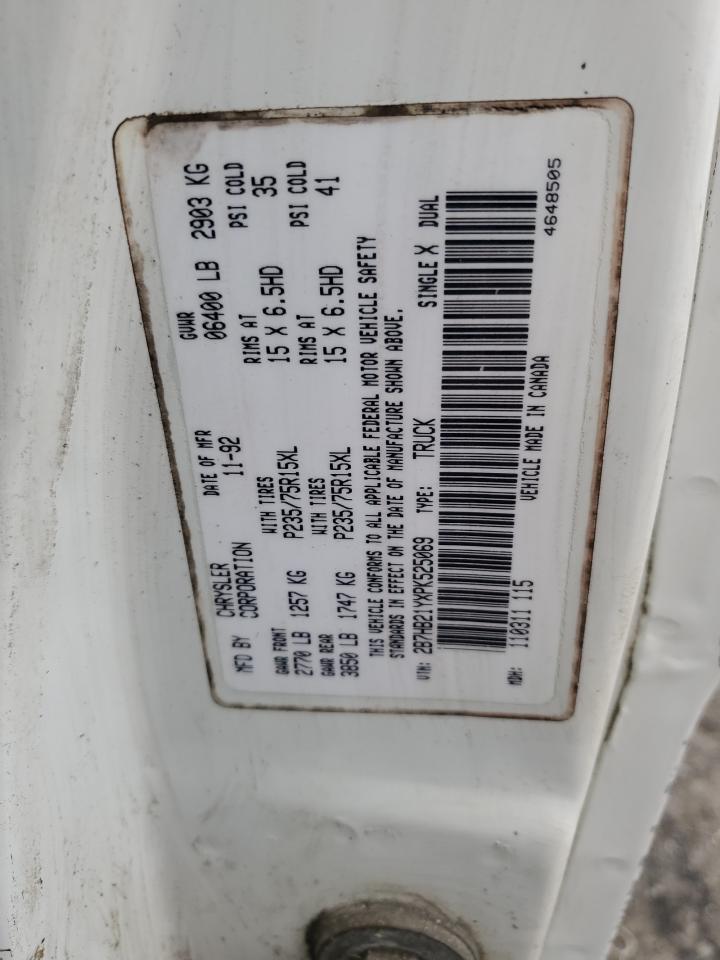 MFD BY CHRYSLER CORPORATION DATE OF MFR 11-92 GVWR 06400 LB 2903 KG
GAWR FRONT WITH TIRES RIMS AT PSI COLD
2770 LB 1257 KG P235/75R15XL 15 X 6.5HD 35
GAWR REAR WITH TIRES RIMS AT PSI COLD
3850 LB 1747 KG P235/75R15XL 15 X 6.5HD 41
THIS VEHICLE CONFORMS TO ALL APPLICABLE FEDERAL MOTOR VEHICLE SAFETY
STANDARDS IN EFFECT ON THE DATE OF MANUFACTURE SHOWN ABOVE.
VIN: 2B7HB21YXPK525069 TYPE: TRUCK SINGLE X DUAL
MDH: 110311 115 VEHICLE MADE IN CANADA 4648505